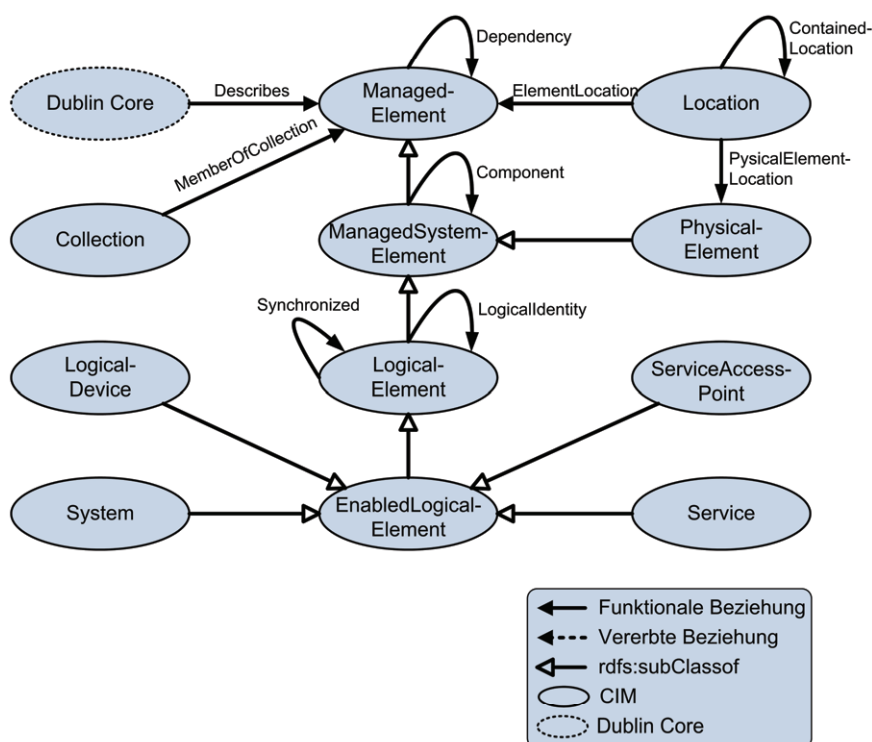 Dependency
Contained-
Location
Dublin Core
Describes
Managed-
Element
ElementLocation
Location
MemberOfCollection
Component
PysicalElement-
Location
Collection
ManagedSystem-
Element
Physical-
Element
Synchronized
LogicalIdentity
Logical-
Device
Logical-
Element
ServiceAccess-
Point
System
EnabledLogical-
Element
Service
Funktionale Beziehung
Vererbte Beziehung
rdfs:subClassof
CIM
Dublin Core